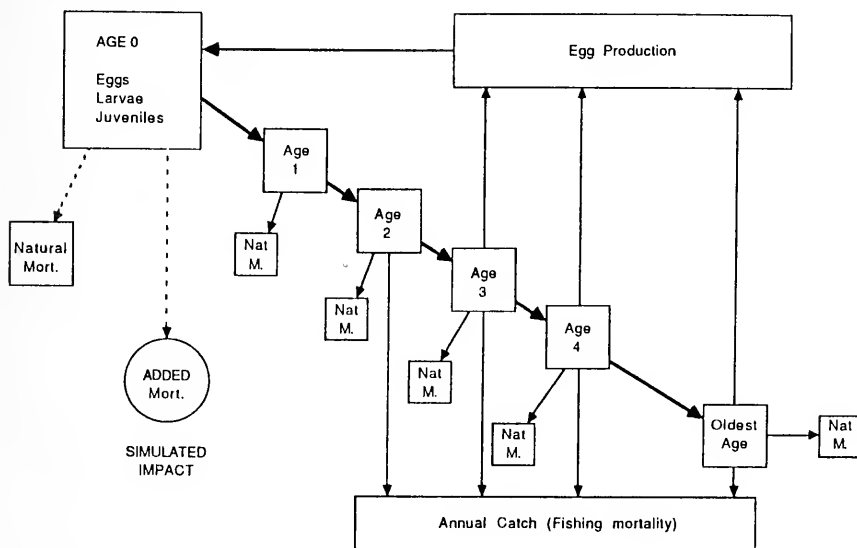 AGE 0
Eggs
Larvae
Juveniles
Egg Production
Age
1
Age
2
Natural
Mort.
Nat
M.
Age
3
Nat
M.
Age
4
ADDED
Mort.
Nat
M.
SIMULATED
IMPACT
Nat
M.
Oldest
Age
Nat
M.
Annual Catch (Fishing mortality)